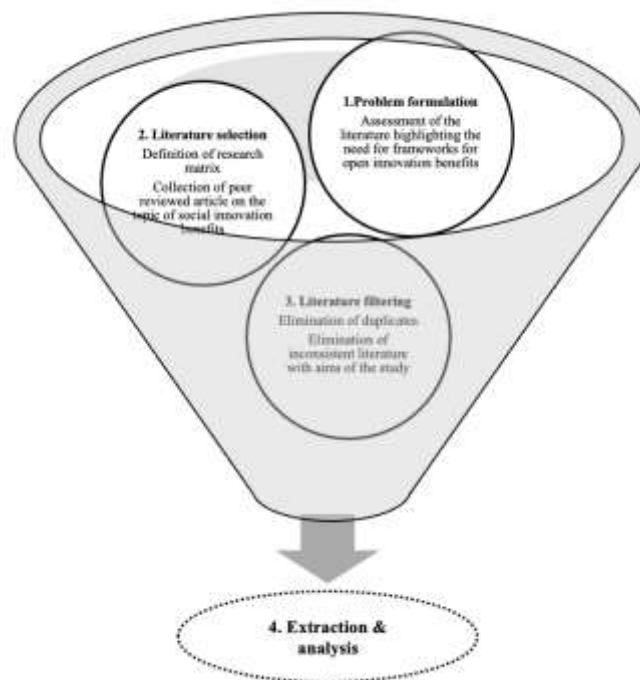 1.Problem formulation
Assessment of the
literature highlighting the
need for frameworks for
open innovation benefits
2. Literature selection
Definition of research
matrix
Collection of peer
reviewed article on the
topic of social innovation
benefits
3. Literature filtering
Elimination of duplicates
Elimination of
inconsistent literature
with aims of the study
4. Extraction &
analysis